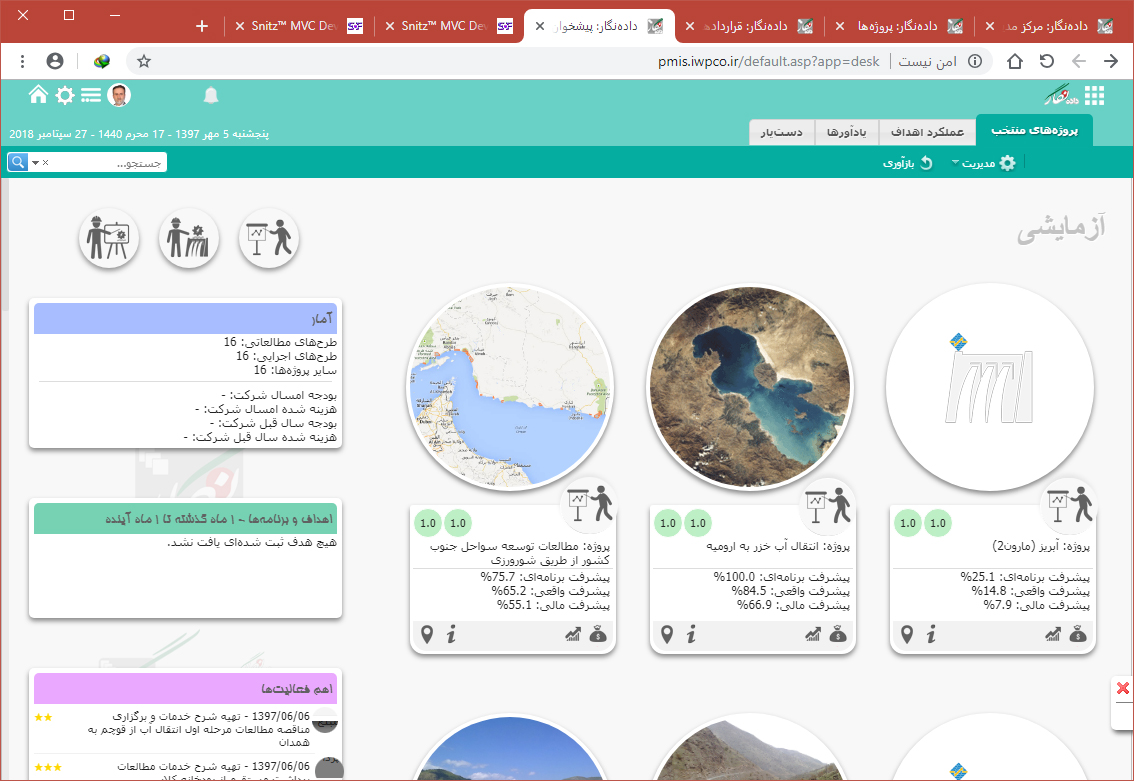 Snitz™ MVC Dev
Snitz™ MVC Dev
داده‌نگار: پیشخوان
داده‌نگار: قرارداده
داده‌نگار: پروژه‌ها
داده‌نگار: مرکز مد
pmis.iwpco.ir/default.asp?app=desk
امن نیست
پنجشنبه 5 مهر 1397 - 17 محرم 1440 - 27 سپتامبر 2018
پروژه‌های منتخب
عملکرد اهداف
یادآورها
دست‌یار
مدیریت
بازآوری
جستجو...
آزمایشی
آمار
طرح‌های مطالعاتی: 16
طرح‌های اجرایی: 16
سایر پروژه‌ها: 16
بودجه امسال شرکت: -
هزینه شده امسال شرکت: -
بودجه سال قبل شرکت: -
هزینه شده سال قبل شرکت: -
اهداف و برنامه‌ها - ۱ ماه گذشته تا ۱ ماه آینده
هیچ هدف ثبت شده‌ای یافت نشد.
اهم فعالیت‌ها
1397/06/06 - تهیه شرح خدمات و برگزاری
مناقصه مطالعات مرحله اول انتقال آب از قوچم به
همدان
1397/06/06 - تهیه شرح خدمات مطالعات
1.0 1.0
پروژه: آبریز (مارون2)
پیشرفت برنامه‌ای: 25.1%
پیشرفت واقعی: 14.8%
پیشرفت مالی: 7.9%
1.0 1.0
پروژه: انتقال آب خزر به ارومیه
پیشرفت برنامه‌ای: 100.0%
پیشرفت واقعی: 84.5%
پیشرفت مالی: 66.9%
1.0 1.0
پروژه: مطالعات توسعه سواحل جنوب
کشور از طریق شورورزی
پیشرفت برنامه‌ای: 75.7%
پیشرفت واقعی: 65.2%
پیشرفت مالی: 55.1%